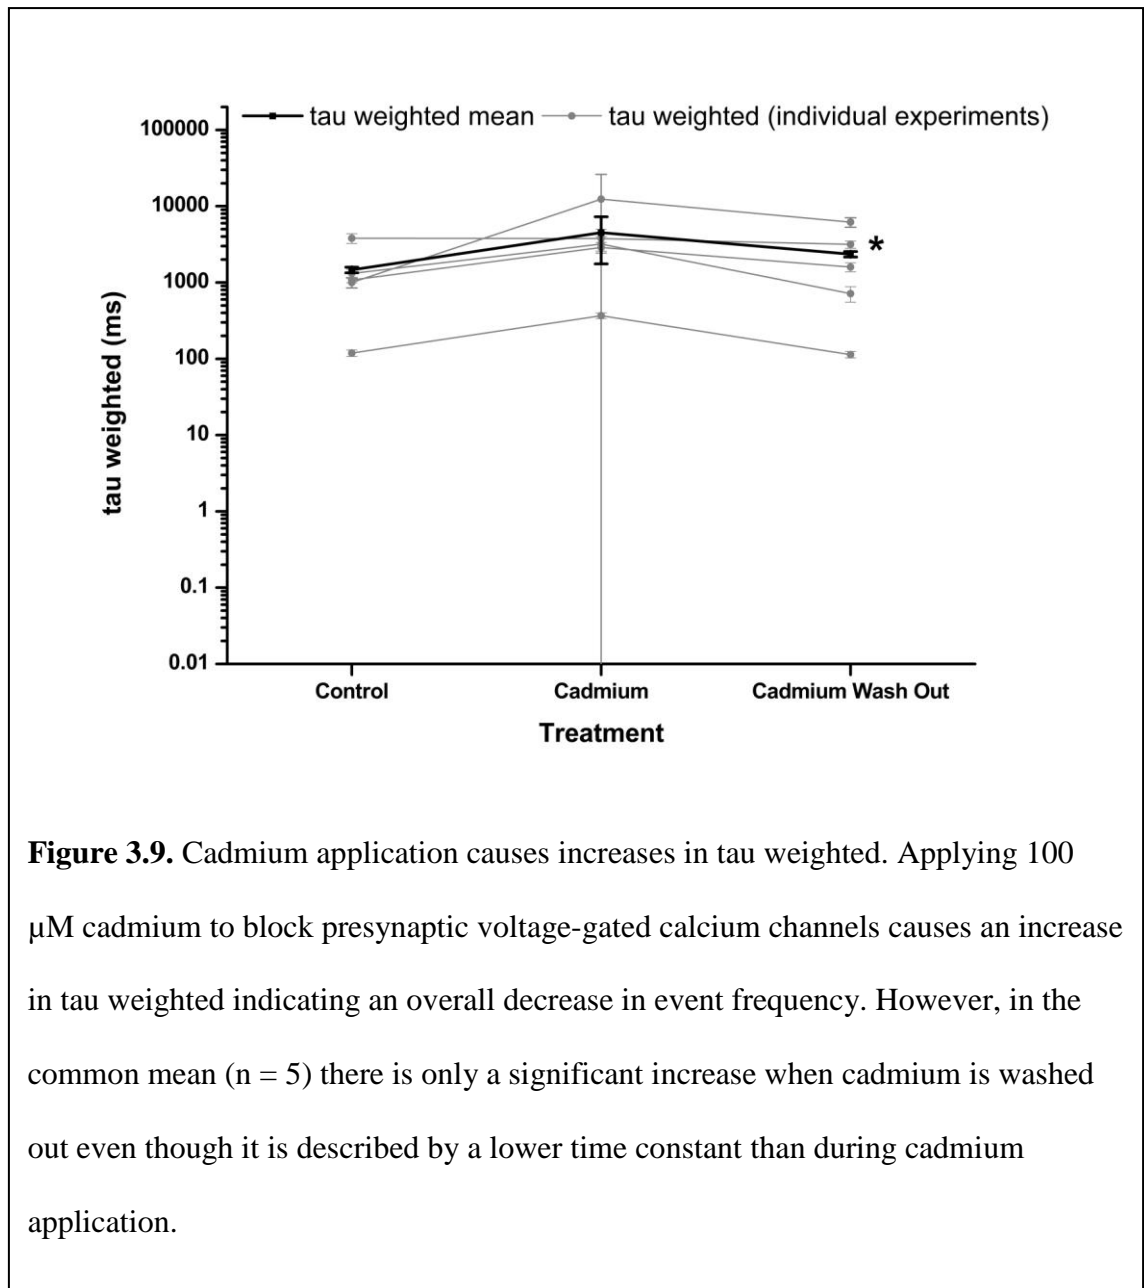 tau weighted mean tau weighted (individual experiments)
100000
10000
1000
100
10
1
0.1
0.01
tau weighted (ms)
*
Control Cadmium Cadmium Wash Out
Treatment
Figure 3.9. Cadmium application causes increases in tau weighted. Applying 100
µM cadmium to block presynaptic voltage-gated calcium channels causes an increase
in tau weighted indicating an overall decrease in event frequency. However, in the
common mean (n = 5) there is only a significant increase when cadmium is washed
out even though it is described by a lower time constant than during cadmium
application.